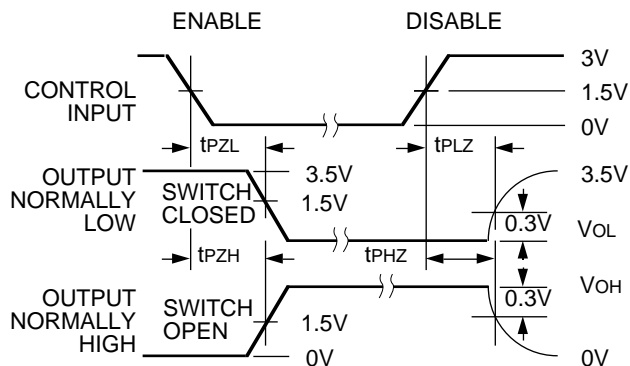 ENABLE DISABLE
3V
CONTROL
INPUT
1.5V
0V
tPZL tPLZ
OUTPUT
NORMALLY
LOW
SWITCH
CLOSED
3.5V
1.5V
3.5V
0.3V
VOL
tPZH tPHZ
VOH
0.3V
OUTPUT
NORMALLY
HIGH
SWITCH
OPEN
1.5V
0V
0V